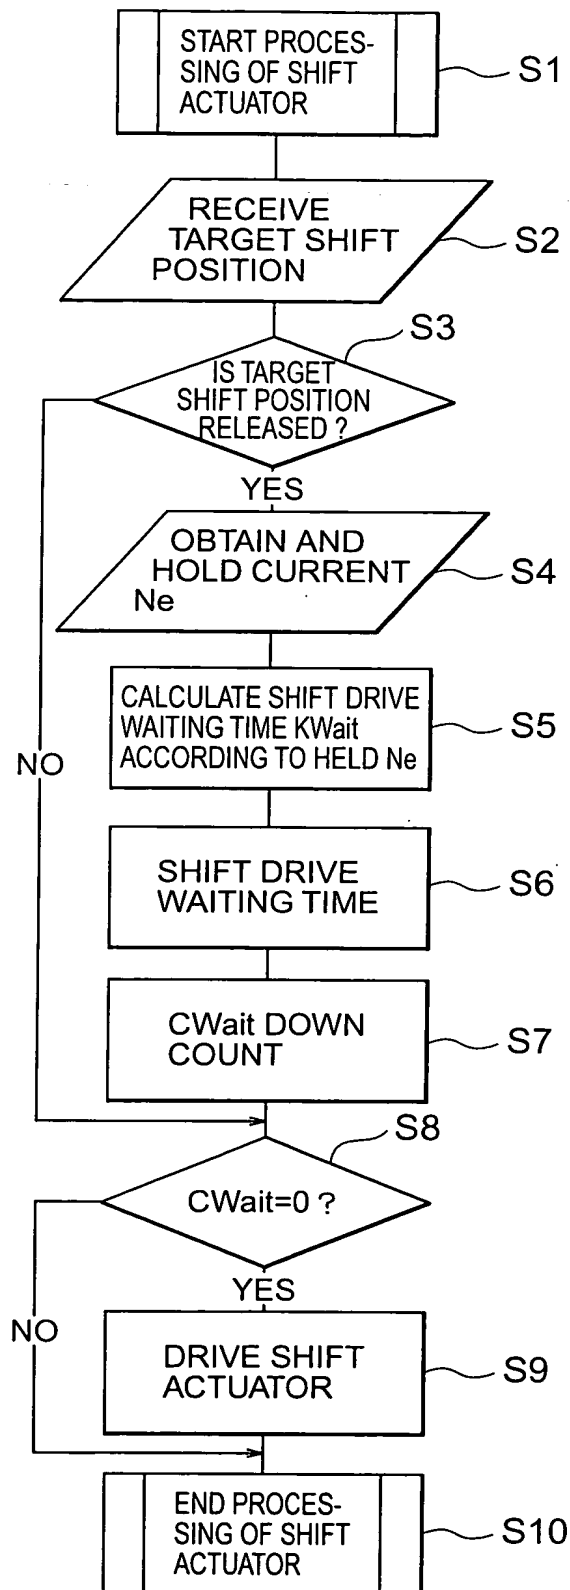 START PROCES-
SING OF SHIFT
ACTUATOR
S1
RECEIVE
TARGET SHIFT
POSITION
S2
S3
IS TARGET
SHIFT POSITION
RELEASED ?
YES
OBTAIN AND
HOLD CURRENT
Ne
S4
CALCULATE SHIFT DRIVE
WAITING TIME KWait
ACCORDING TO HELD Ne
S5
NO
SHIFT DRIVE
WAITING TIME
S6
CWait DOWN
COUNT
S7
S8
CWait=0 ?
YES
NO
DRIVE SHIFT
ACTUATOR
S9
END PROCES-
SING OF SHIFT
ACTUATOR
S10